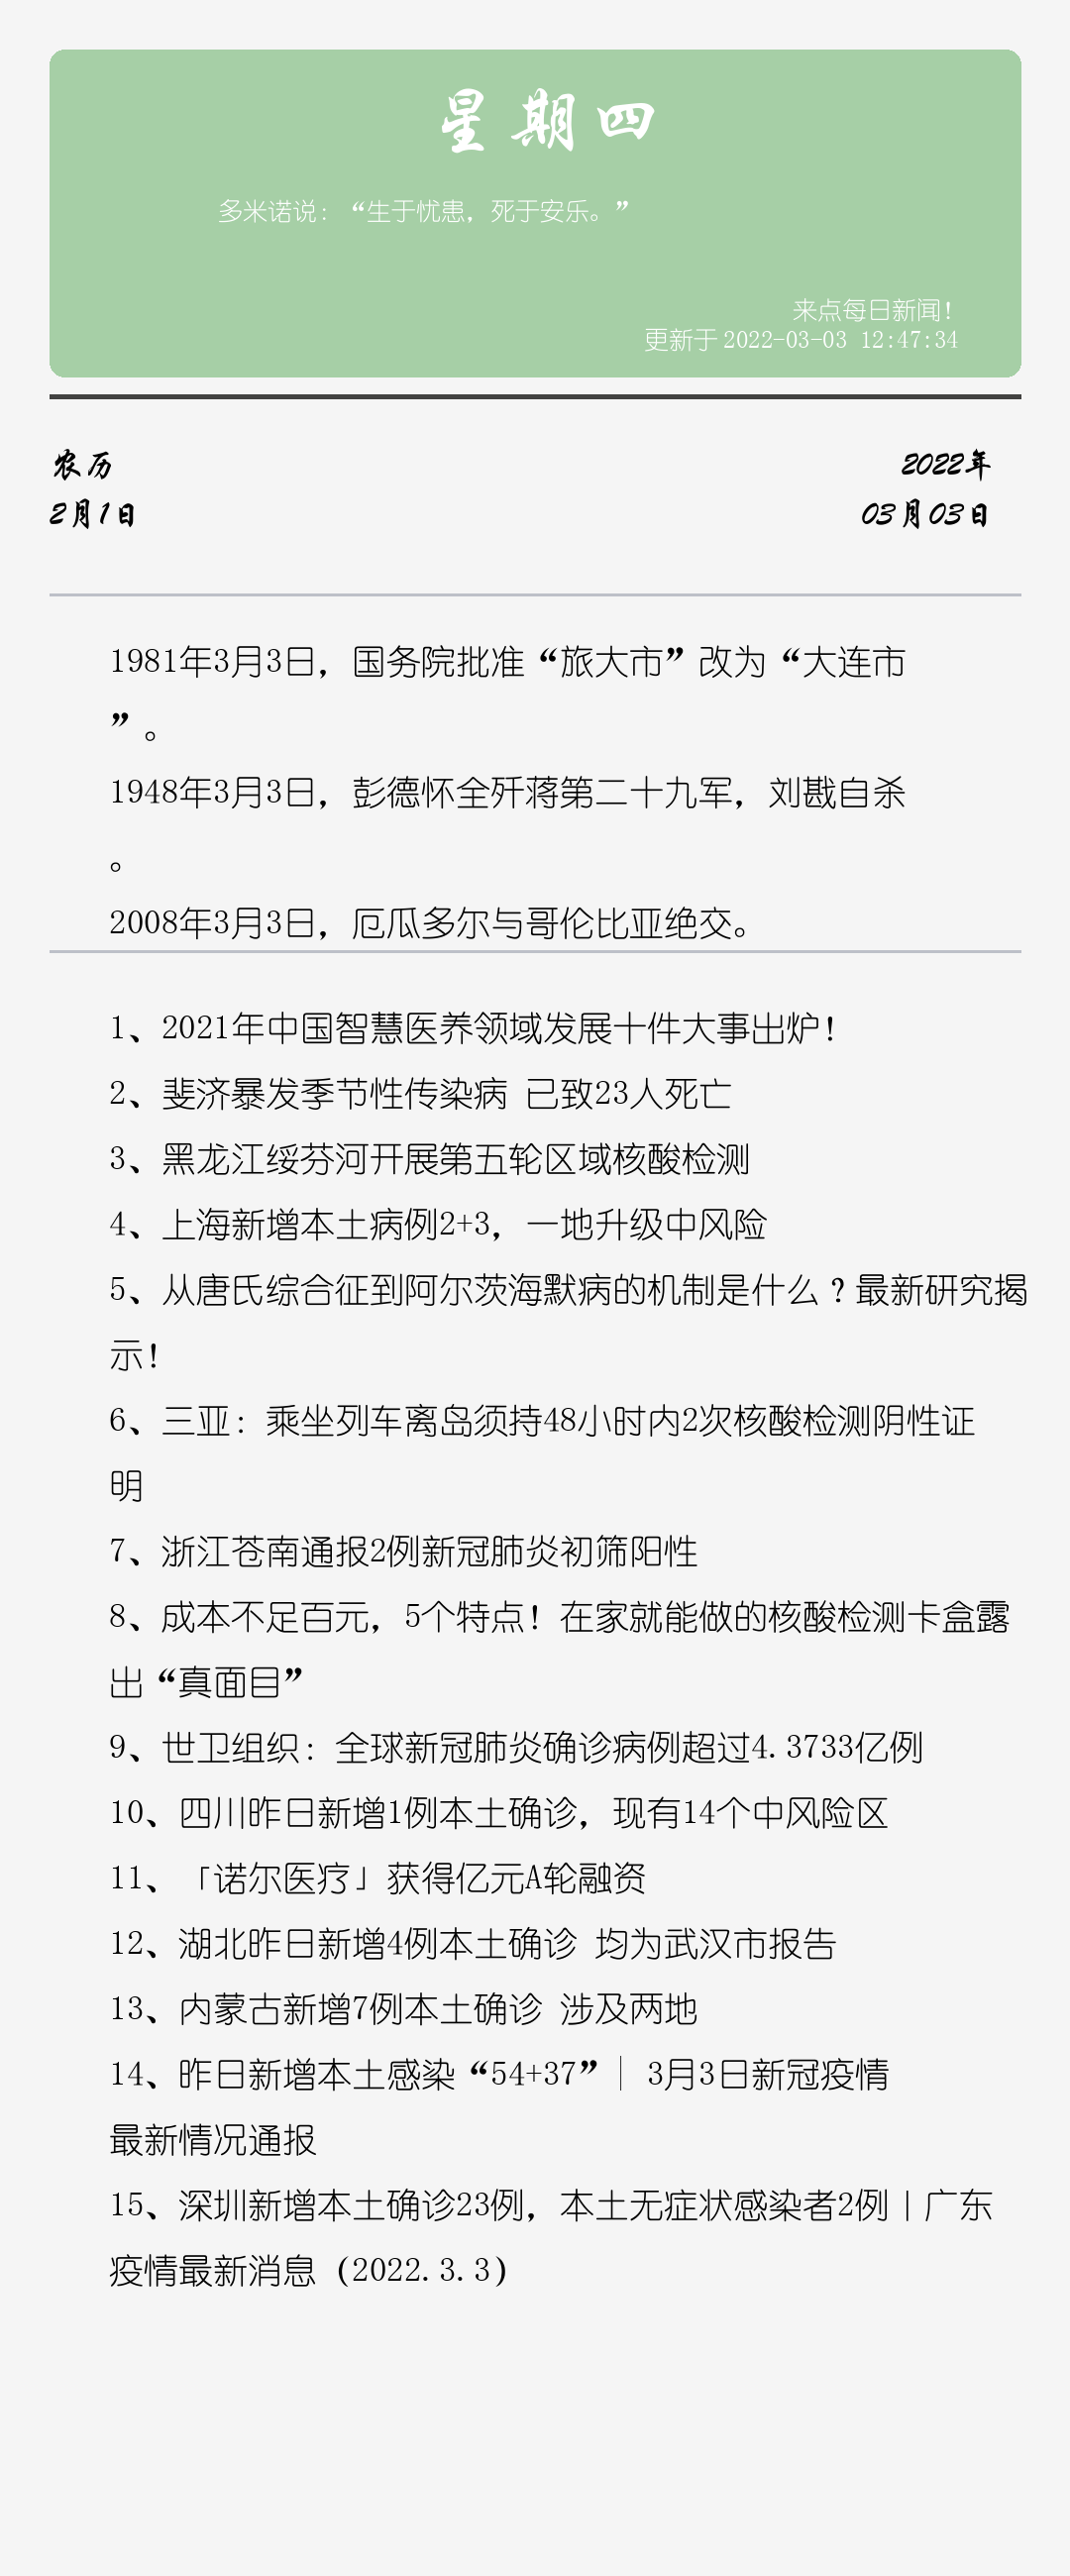 星期四
多米诺说：“生于忧患，死于安乐。”
来点每日新闻！
更新于 2022-03-03 12:47:34
农历
2022年
2月1日
03月03日
1981年3月3日，国务院批准“旅大市”改为“大连市
”。
1948年3月3日，彭德怀全歼蒋第二十九军，刘戡自杀
。
2008年3月3日，厄瓜多尔与哥伦比亚绝交。
1、2021年中国智慧医养领域发展十件大事出炉！
2、斐济暴发季节性传染病 已致23人死亡
3、黑龙江绥芬河开展第五轮区域核酸检测
4、上海新增本土病例2+3，一地升级中风险
5、从唐氏综合征到阿尔茨海默病的机制是什么？最新研究揭
示！
6、三亚：乘坐列车离岛须持48小时内2次核酸检测阴性证
明
7、浙江苍南通报2例新冠肺炎初筛阳性
8、成本不足百元，5个特点！在家就能做的核酸检测卡盒露
出“真面目”
9、世卫组织：全球新冠肺炎确诊病例超过4.3733亿例
10、四川昨日新增1例本土确诊，现有14个中风险区
11、「诺尔医疗」获得亿元A轮融资
12、湖北昨日新增4例本土确诊 均为武汉市报告
13、内蒙古新增7例本土确诊 涉及两地
14、昨日新增本土感染“54+37”│ 3月3日新冠疫情
最新情况通报
15、深圳新增本土确诊23例，本土无症状感染者2例丨广东
疫情最新消息（2022.3.3）